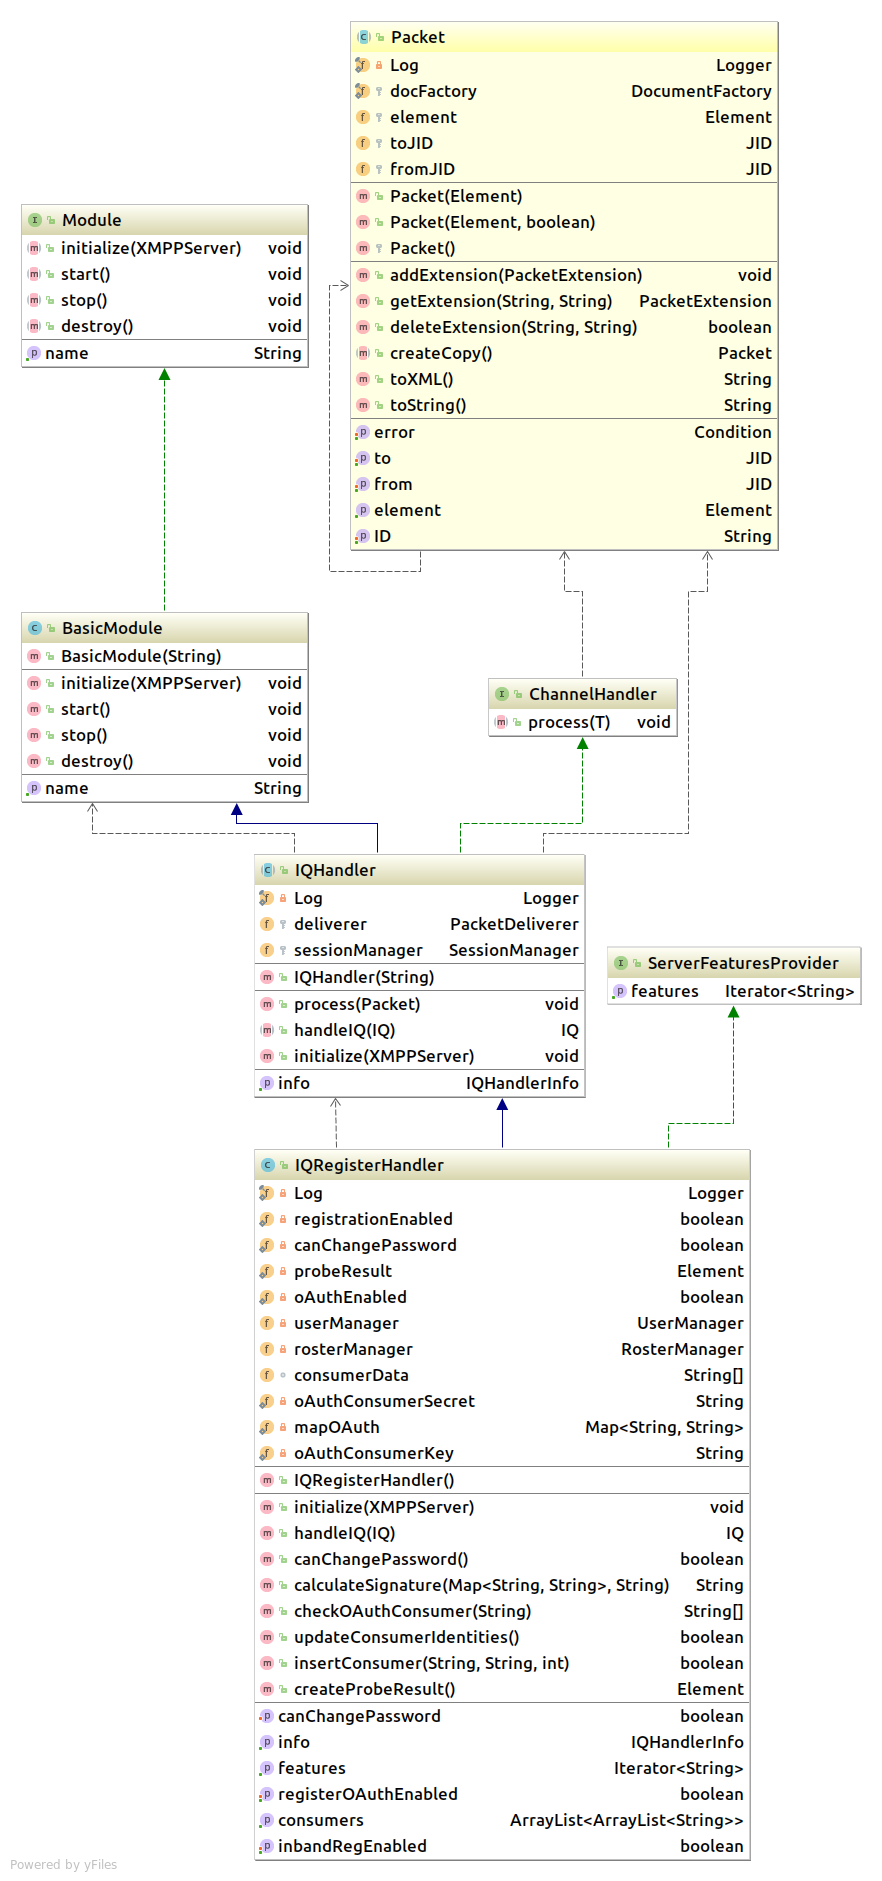 Packet
Log Logger
docFactory DocumentFactory
element Element
toJID JID
fromJID JID
Packet(Element)
Packet(Element, boolean)
Packet()
addExtension(PacketExtension) void
getExtension(String, String) PacketExtension
deleteExtension(String, String) boolean
createCopy() Packet
toXML() String
toString() String
error Condition
to JID
from JID
element Element
ID String
Module
initialize(XMPPServer) void
start() void
stop() void
destroy() void
name String
BasicModule
BasicModule(String)
initialize(XMPPServer) void
start() void
stop() void
destroy() void
name String
ChannelHandler
process(T) void
IQHandler
Log Logger
deliverer PacketDeliverer
sessionManager SessionManager
IQHandler(String)
process(Packet) void
handleIQ(IQ) IQ
initialize(XMPPServer) void
info IQHandlerInfo
ServerFeaturesProvider
features Iterator<String>
IQRegisterHandler
Log Logger
registrationEnabled boolean
canChangePassword boolean
probeResult Element
oAuthEnabled boolean
userManager UserManager
rosterManager RosterManager
consumerData String[]
oAuthConsumerSecret String
mapOAuth Map<String, String>
oAuthConsumerKey String
IQRegisterHandler()
initialize(XMPPServer) void
handleIQ(IQ) IQ
canChangePassword() boolean
calculateSignature(Map<String, String>, String) String
checkOAuthConsumer(String) String[]
updateConsumerIdentities() boolean
insertConsumer(String, String, int) boolean
createProbeResult() Element
canChangePassword boolean
info IQHandlerInfo
features Iterator<String>
registerOAuthEnabled boolean
consumers ArrayList<ArrayList<String>>
inbandRegEnabled boolean
Powered by yFiles